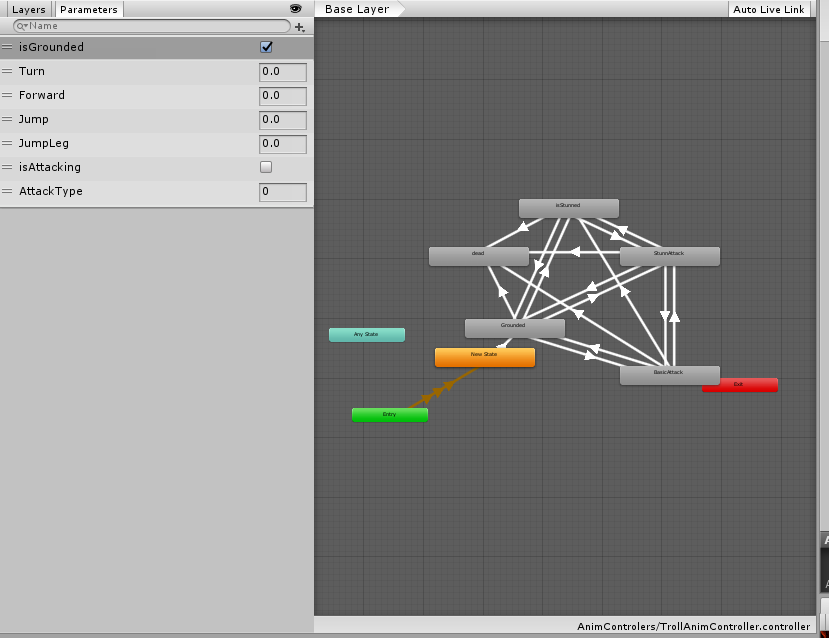 Layers Parameters
Name
isGrounded
Turn 0.0
Forward 0.0
Jump 0.0
JumpLeg 0.0
isAttacking
AttackType 0
Base Layer Auto Live Link
isStunned
dead
StunnAttack
Grounded
Any State
New State
BasicAttack
Exit
Entry
AnimControlers/TrollAnimController.controller